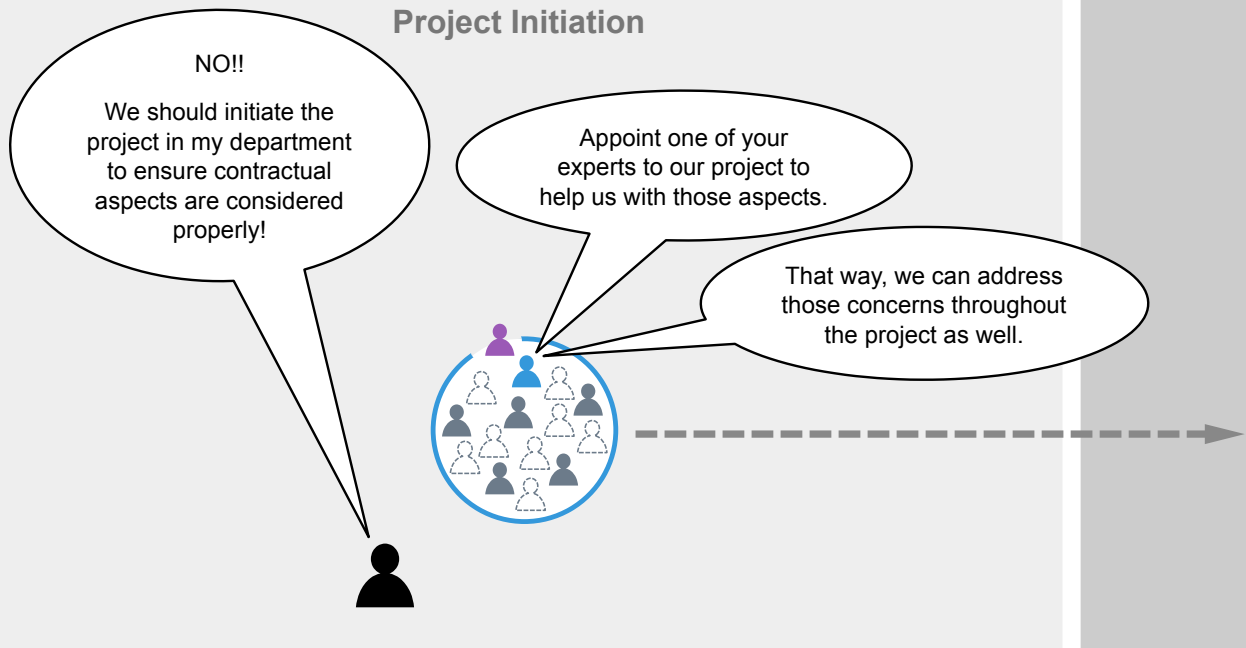 Project Initiation
NO!!
We should initiate the
project in my department
to ensure contractual
aspects are considered
properly!
Appoint one of your
experts to our project to
help us with those aspects.
That way, we can address
those concerns throughout
the project as well.